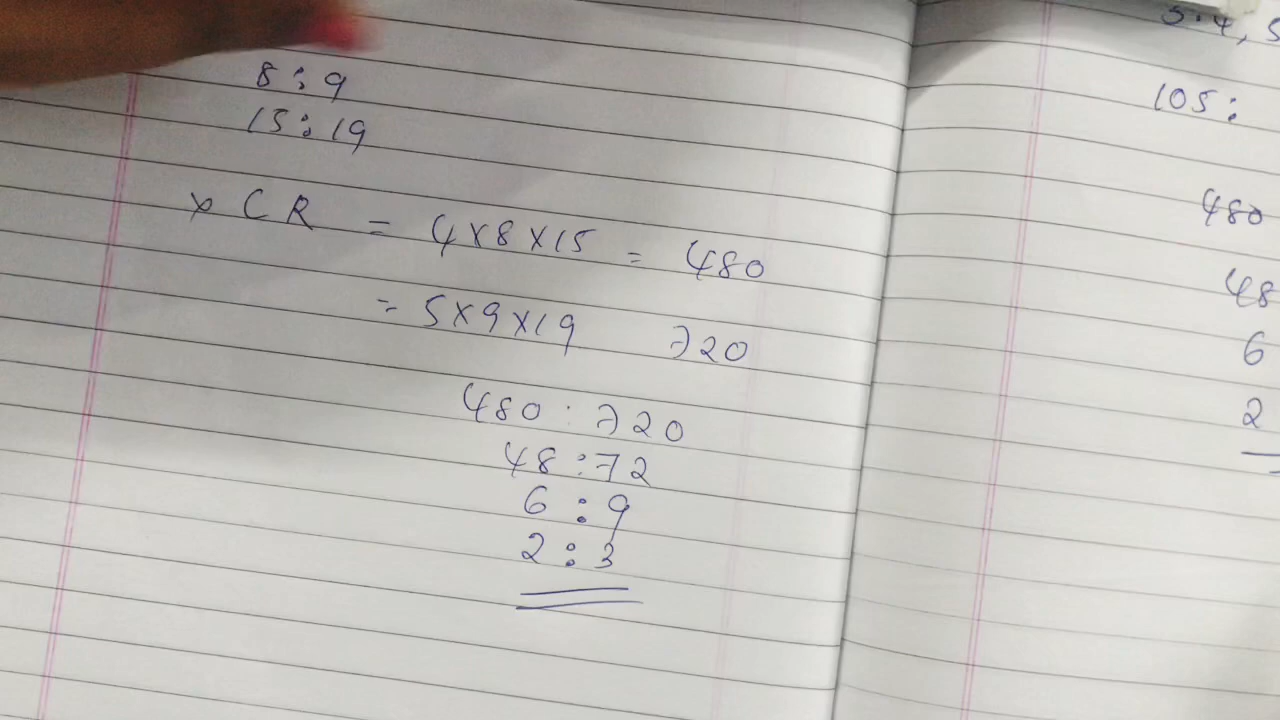 8:9
15:19
× CR = 4×8×15 = 480
= 5×9×19 720
480 : 720
48 : 72
6 : 9
2 : 3
105:
480
48
6
2